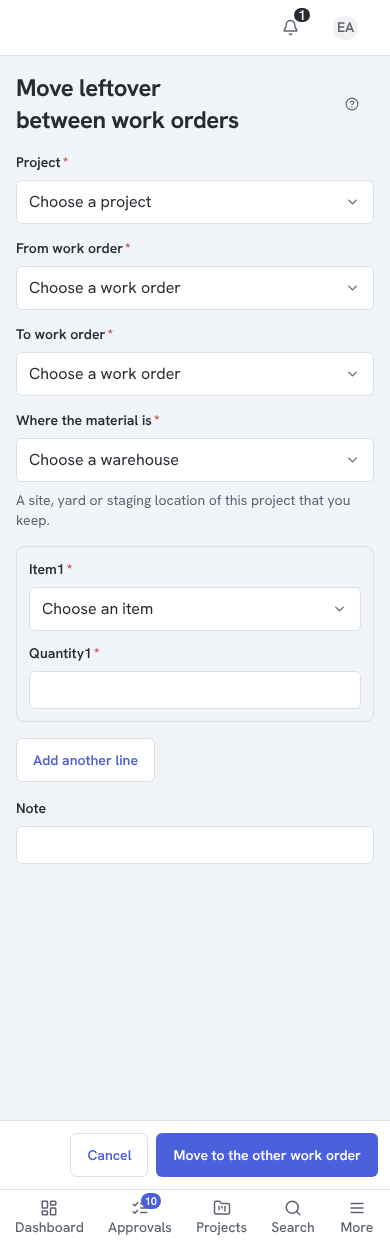 1
EA
Move leftover
between work orders
Project *
Choose a project
From work order *
Choose a work order
To work order *
Choose a work order
Where the material is *
Choose a warehouse
A site, yard or staging location of this project that you
keep.
Item1 *
Choose an item
Quantity1 *
Add another line
Note
Cancel
Move to the other work order
10
Dashboard
Approvals
Projects
Search
More